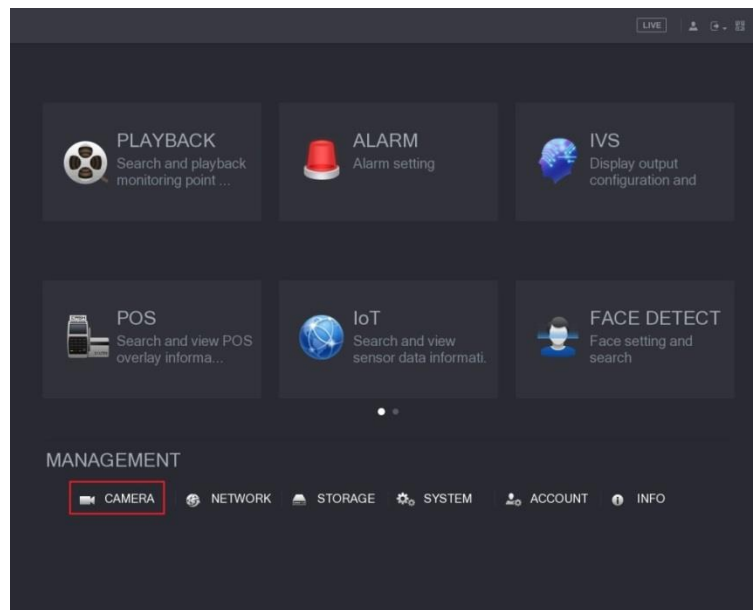 LIVE
PLAYBACK
Search and playback
monitoring point ...
ALARM
Alarm setting
IVS
Display output
configuration and
POS
Search and view POS
overlay informa...
IoT
Search and view
sensor data informati.
FACE DETECT
Face setting and
search
MANAGEMENT
CAMERA NETWORK STORAGE SYSTEM ACCOUNT INFO